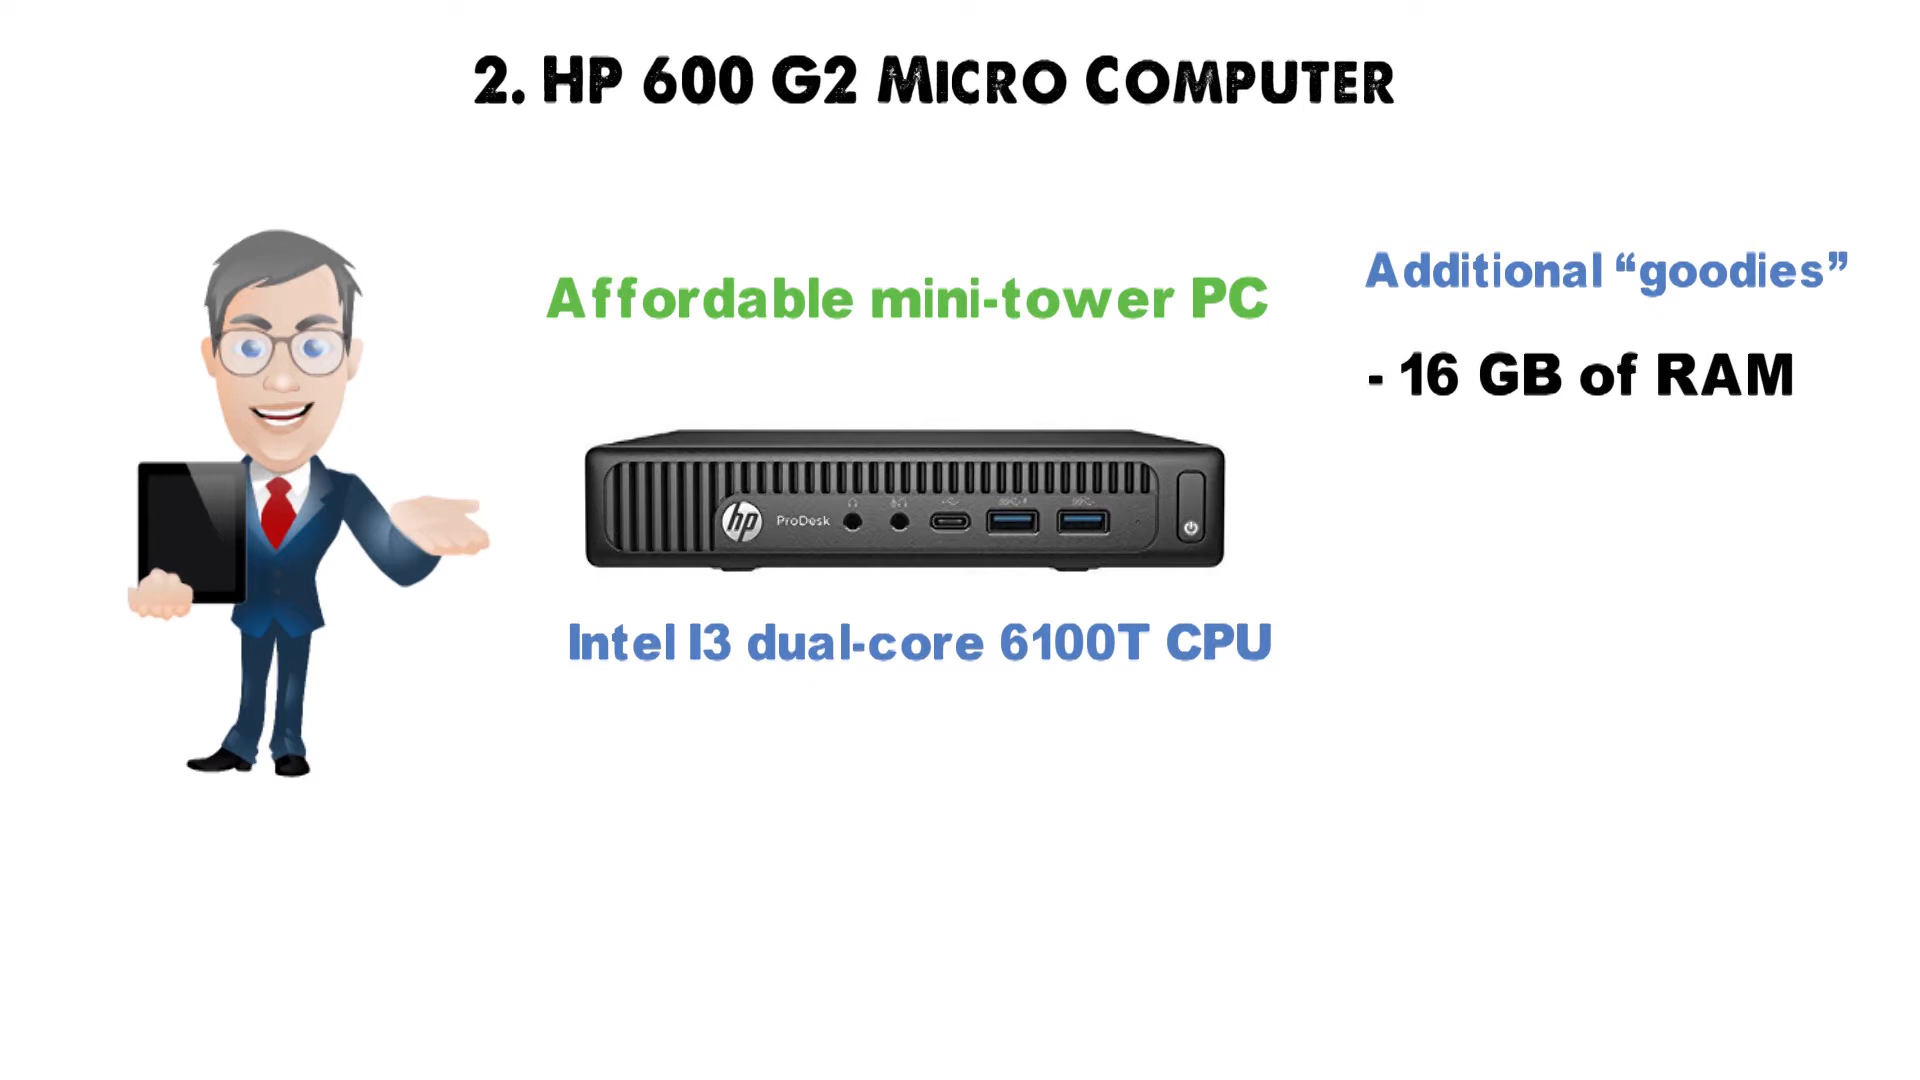 2. HP 600 G2 MICRO COMPUTER
Affordable mini-tower PC
Additional “goodies”
- 16 GB of RAM
hp ProDesk
Intel I3 dual-core 6100T CPU